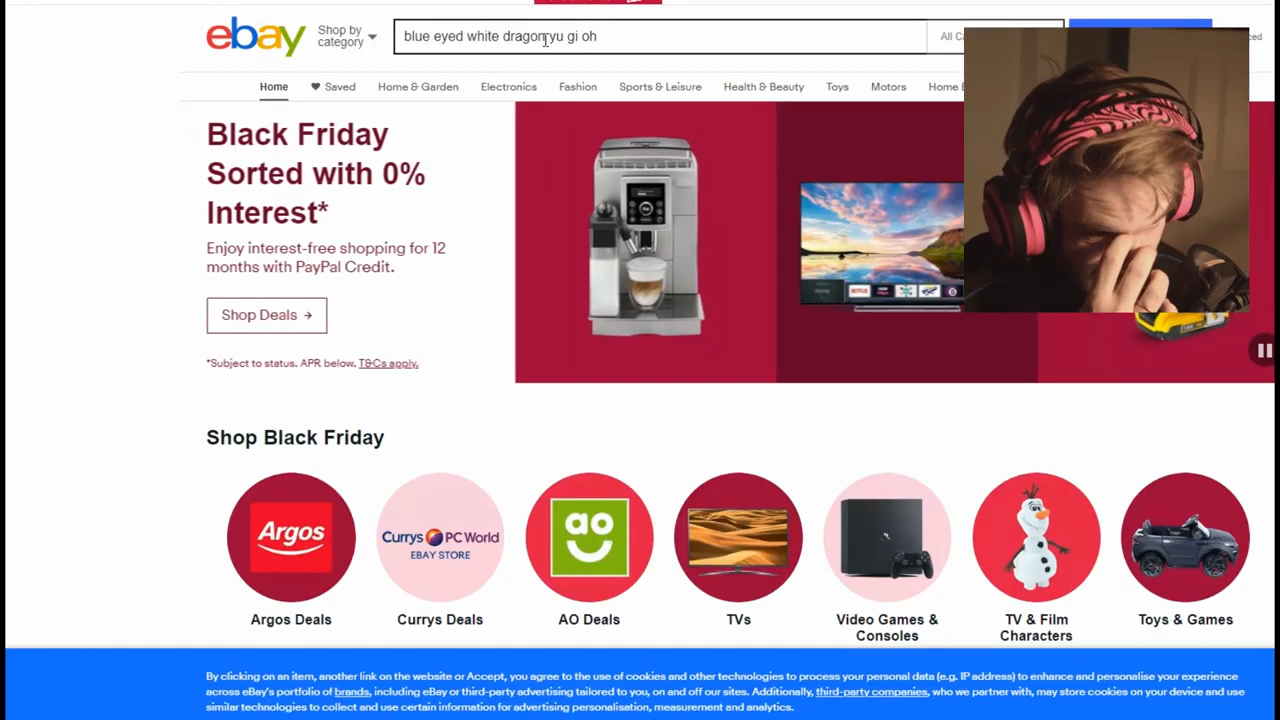 ebay
Shop by
category
blue eyed white dragon yu gi oh
All Ca
Home
Saved
Home & Garden
Electronics
Fashion
Sports & Leisure
Health & Beauty
Toys
Motors
Home E
Black Friday
Sorted with 0%
Interest*
Enjoy interest-free shopping for 12
months with PayPal Credit.
Shop Deals →
*Subject to status. APR below. T&Cs apply.
Shop Black Friday
Argos
Currys PC World
EBAY STORE
ao
Argos Deals
Currys Deals
AO Deals
TVs
Video Games &
Consoles
TV & Film
Characters
Toys & Games
By clicking on an item, another link on the website or Accept, you agree to the use of cookies and other technologies to process your personal data (e.g. IP address) to enhance and personalise your experience
across eBay's portfolio of brands, including eBay or third-party advertising tailored to you, on and off our sites. Additionally, third-party companies, who we partner with, may store cookies on your device and use
similar technologies to collect and use certain information for advertising personalisation, measurement and analytics.